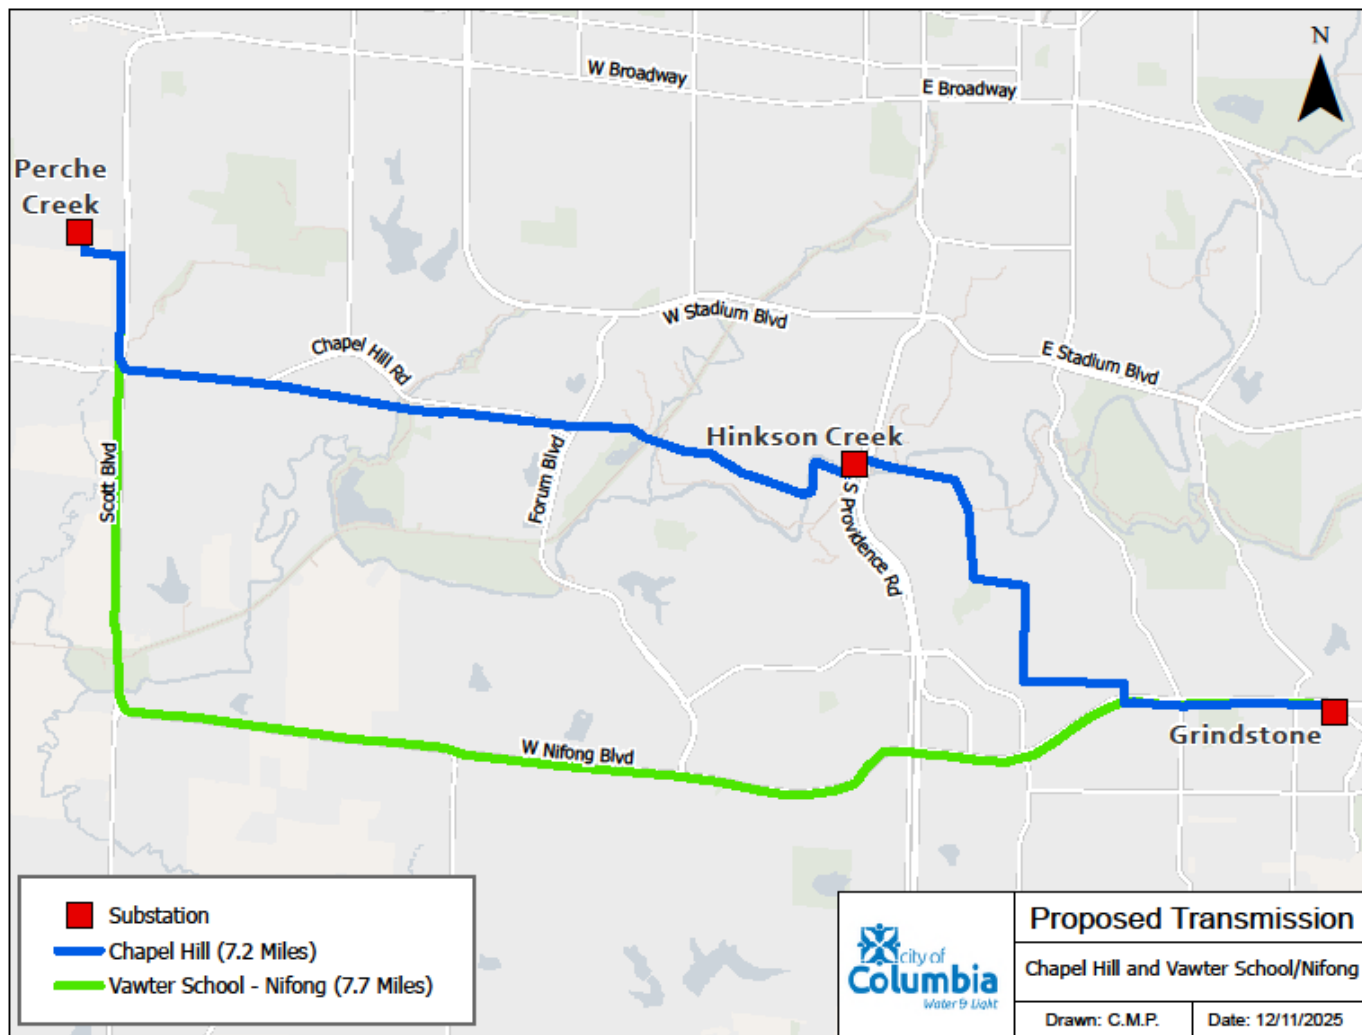 N
W Broadway
E Broadway
Perche
Creek
W Stadium Blvd
Chapel Hill Rd
E Stadium Blvd
Hinkson Creek
Scott Blvd
Forum Blvd
S Providence Rd
W Nifong Blvd
Grindstone
Substation
Chapel Hill (7.2 Miles)
Vawter School - Nifong (7.7 Miles)
city of
Columbia
Water & Light
Proposed Transmission
Chapel Hill and Vawter School/Nifong
Drawn: C.M.P.
Date: 12/11/2025